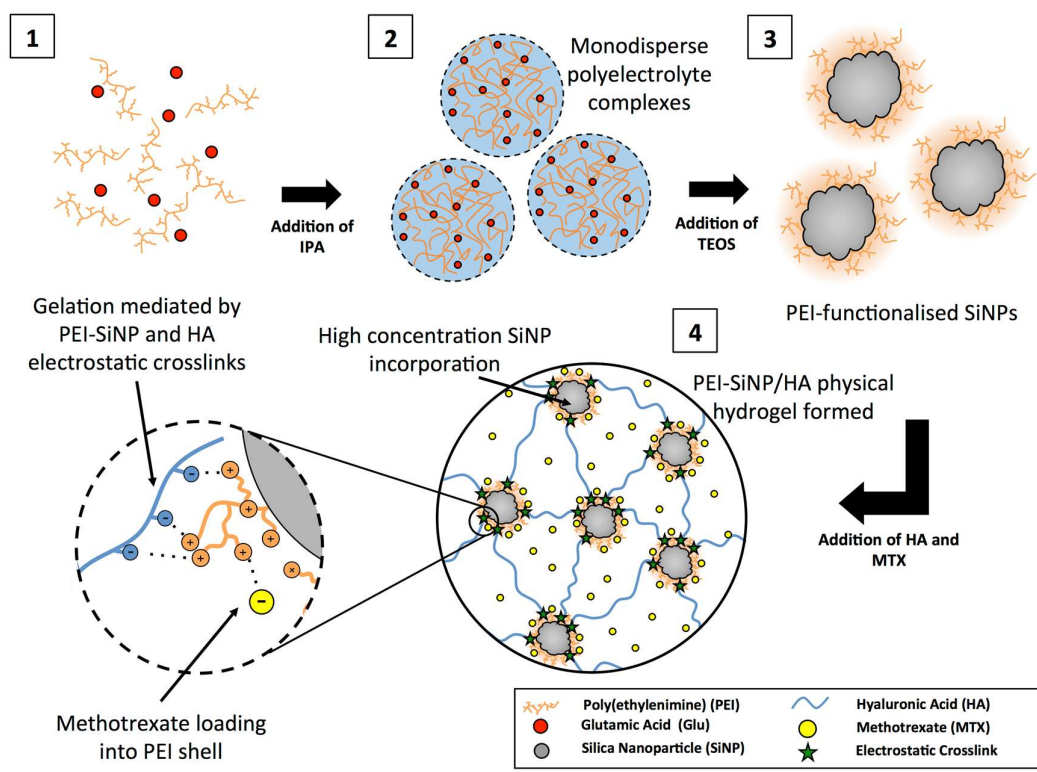 1
2
Monodisperse
polyelectrolyte
complexes
3
Addition of
IPA
Addition of
TEOS
PEI-functionalised SiNPs
Gelation mediated by
PEI-SiNP and HA
electrostatic crosslinks
High concentration SiNP
incorporation
4
PEI-SiNP/HA physical
hydrogel formed
Addition of HA and
MTX
Methotrexate loading
into PEI shell
Poly(ethylenimine) (PEI)
Glutamic Acid (Glu)
Silica Nanoparticle (SiNP)
Hyaluronic Acid (HA)
Methotrexate (MTX)
Electrostatic Crosslink